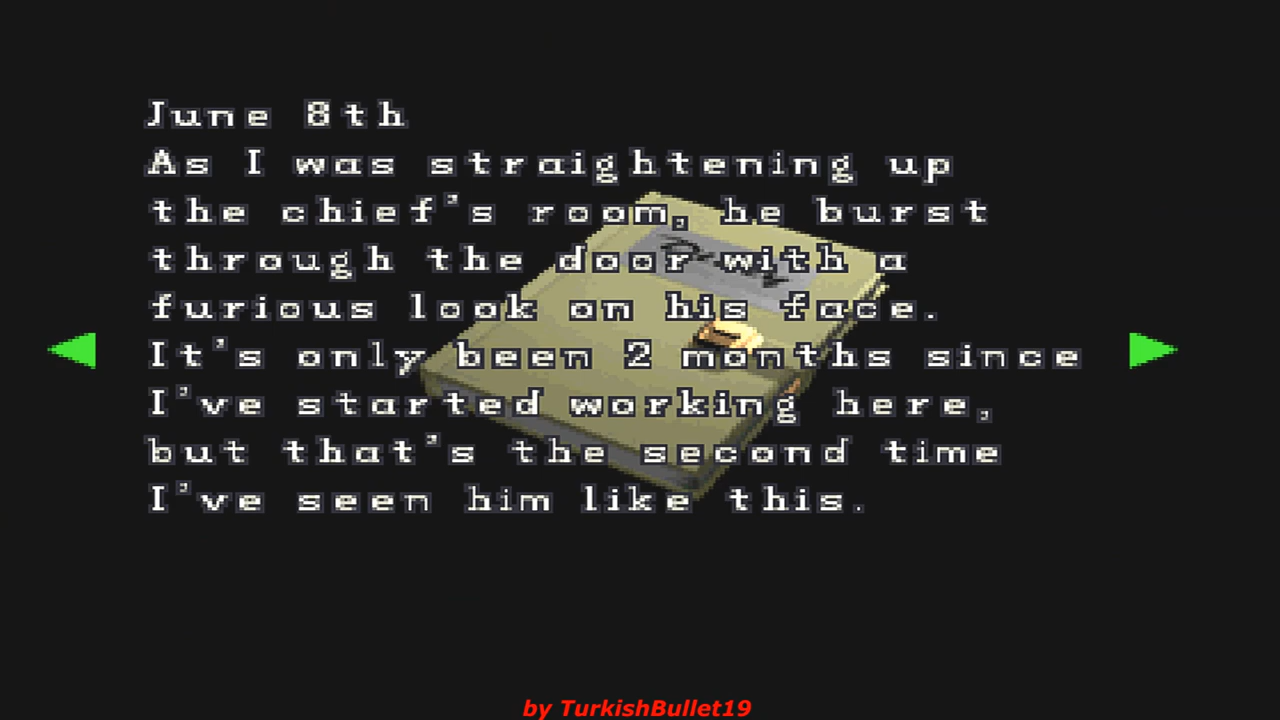 June 8th
As I was straightening up
the chief's room, he burst
through the door with a
furious look on his face.
It's only been 2 months since
I've started working here,
but that's the second time
I've seen him like this.
Diary
by TurkishBullet19